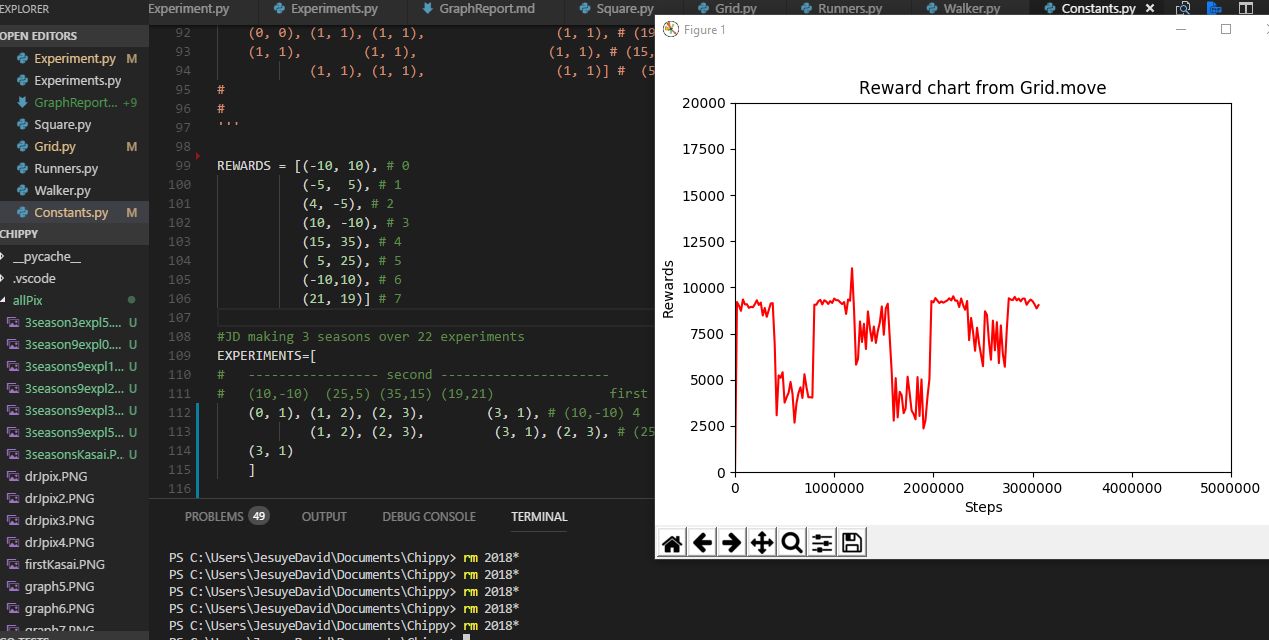 Experiment.py Experiments.py GraphReport.md Square.py Grid.py Runners.py Walker.py Constants.py
EXPLORER
OPEN EDITORS
Experiment.py M
Experiments.py
GraphReport... +9
Square.py
Grid.py M
Runners.py
Walker.py
Constants.py M
CHIPPY
__pycache__
.vscode
allPix
3season3expl5.... U
3season9expl0.... U
3seasons9expl1... U
3seasons9expl2... U
3seasons9expl3... U
3seasons9expl5... U
3seasonsKasai.P... U
drJpix.PNG
drJpix2.PNG
drJpix3.PNG
drJpix4.PNG
firstKasai.PNG
graph5.PNG
graph6.PNG
graph7.PNG
92 (0, 0), (1, 1), (1, 1), (1, 1), # (19
93 (1, 1), (1, 1), (1, 1), # (15,
94 (1, 1), (1, 1), (1, 1)] # (5
95 #
96 #
97 '''
98
99 REWARDS = [(-10, 10), # 0
100 (-5, 5), # 1
101 (4, -5), # 2
102 (10, -10), # 3
103 (15, 35), # 4
104 ( 5, 25), # 5
105 (-10,10), # 6
106 (21, 19)] # 7
107
108 #JD making 3 seasons over 22 experiments
109 EXPERIMENTS=[
110 # ----------------- second ----------------------
111 # (10,-10) (25,5) (35,15) (19,21) first
112 (0, 1), (1, 2), (2, 3), (3, 1), # (10,-10) 4
113 (1, 2), (2, 3), (3, 1), (2, 3), # (25
114 (3, 1)
115 ]
116
PROBLEMS 49 OUTPUT DEBUG CONSOLE TERMINAL
PS C:\Users\JesuyeDavid\Documents\Chippy> rm 2018*
PS C:\Users\JesuyeDavid\Documents\Chippy> rm 2018*
PS C:\Users\JesuyeDavid\Documents\Chippy> rm 2018*
PS C:\Users\JesuyeDavid\Documents\Chippy> rm 2018*
PS C:\Users\JesuyeDavid\Documents\Chippy> rm 2018*
Figure 1
Reward chart from Grid.move
20000
17500
15000
12500
10000
7500
5000
2500
0
Rewards
0 1000000 2000000 3000000 4000000 5000000
Steps